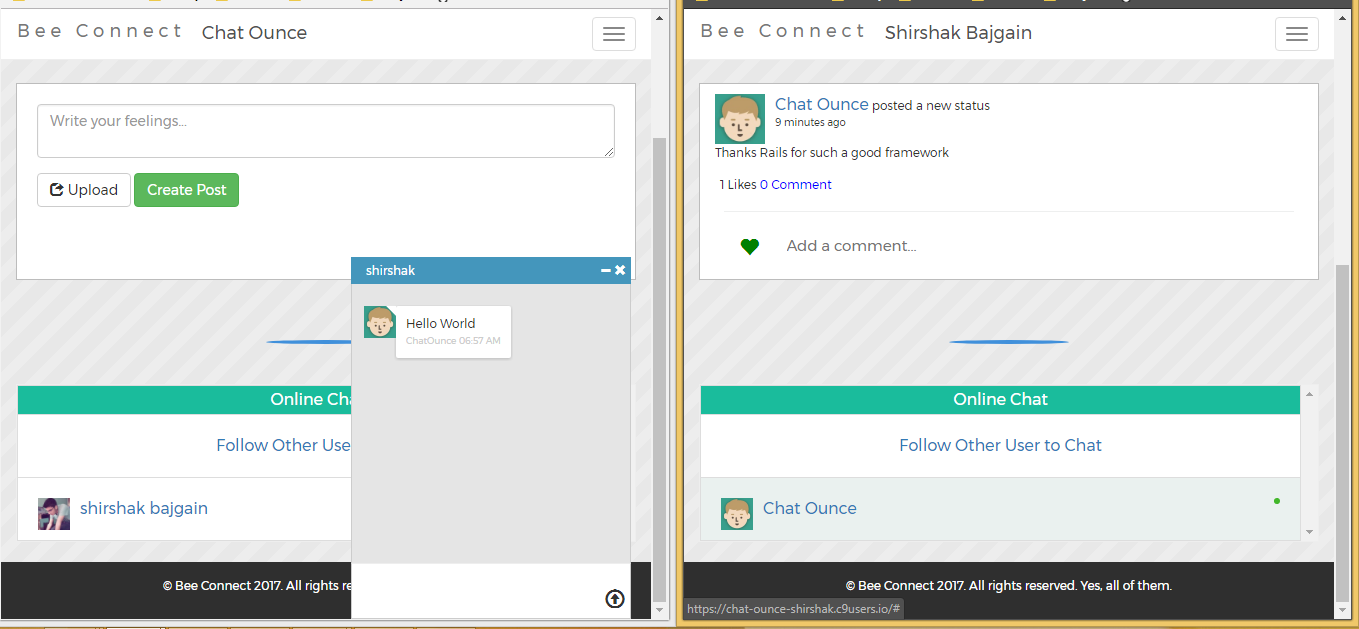 Bee Connect Chat Ounce
Write your feelings...
Upload Create Post
shirshak
Hello World
ChatOunce 06:57 AM
Online Cha
Follow Other Use
shirshak bajgain
© Bee Connect 2017. All rights re
Bee Connect Shirshak Bajgain
Chat Ounce posted a new status
9 minutes ago
Thanks Rails for such a good framework
1 Likes 0 Comment
Add a comment...
Online Chat
Follow Other User to Chat
Chat Ounce
© Bee Connect 2017. All rights reserved. Yes, all of them.
https://chat-ounce-shirshak.c9users.io/#